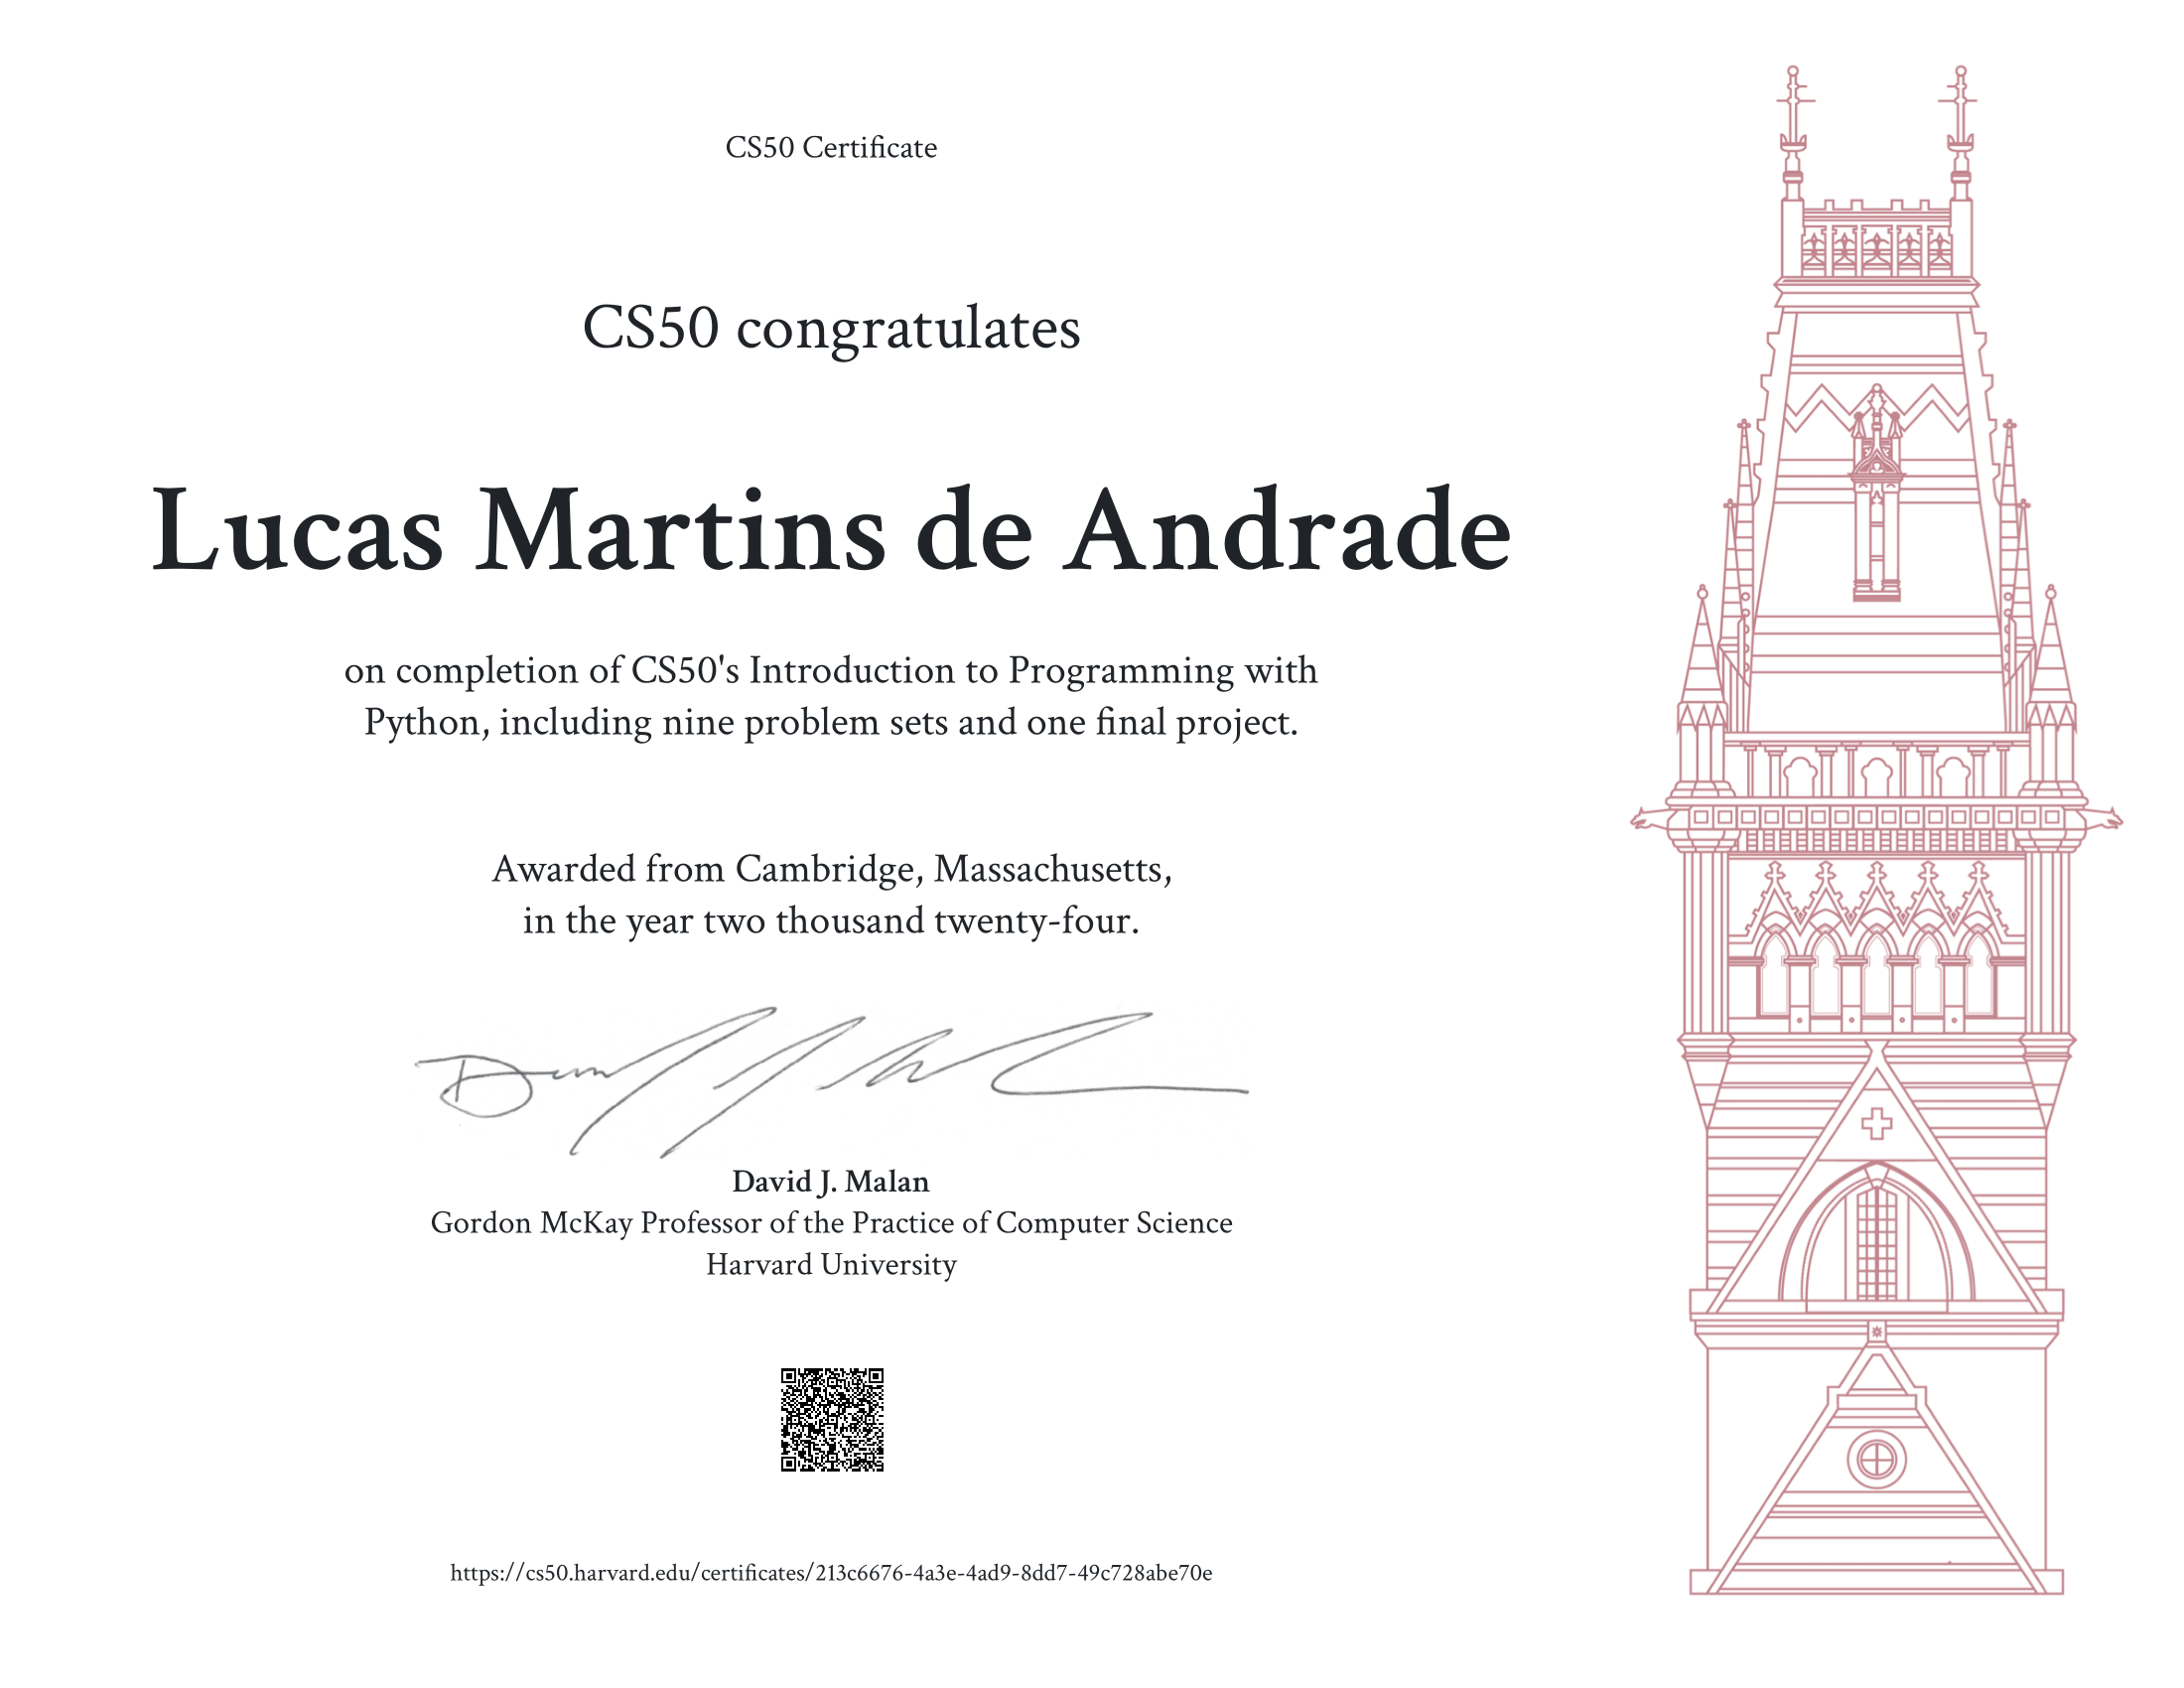 CS50 Certificate
CS50 congratulates
Lucas Martins de Andrade
on completion of CS50's Introduction to Programming with
Python, including nine problem sets and one final project.
Awarded from Cambridge, Massachusetts,
in the year two thousand twenty-four.
David J. Malan
Gordon McKay Professor of the Practice of Computer Science
Harvard University
https://cs50.harvard.edu/certificates/213c6676-4a3e-4ad9-8dd7-49c728abe70e